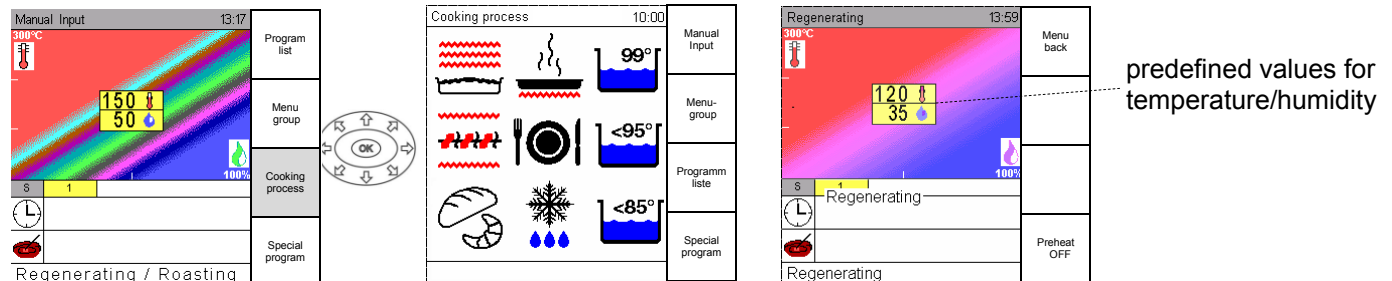 Manual Input 13:17
300°C
150
50
100%
S 1
Regenerating / Roasting
Program
list
Menu
group
Cooking
process
Special
program
OK
Cooking process 10:00
99°
<95°
<85°
Manual
Input
Menu-
group
Programm
liste
Special
program
Regenerating 13:59
300°C
120
35
100%
S 1
Regenerating
Regenerating
Menu
back
Preheat
OFF
predefined values for
temperature/humidity